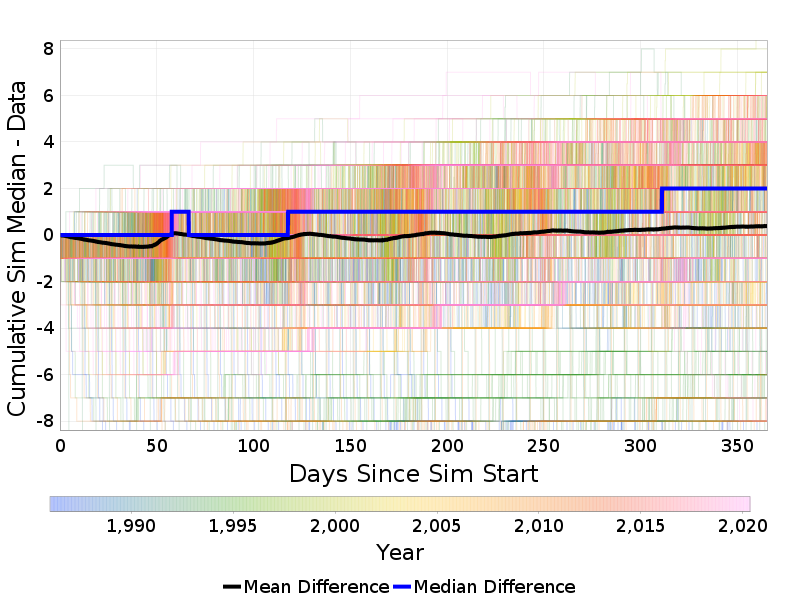 8
6
4
2
0
-2
-4
-6
-8
Cumulative Sim Median - Data
0 50 100 150 200 250 300 350
Days Since Sim Start
1,990 1,995 2,000 2,005 2,010 2,015 2,020
Year
Mean Difference Median Difference